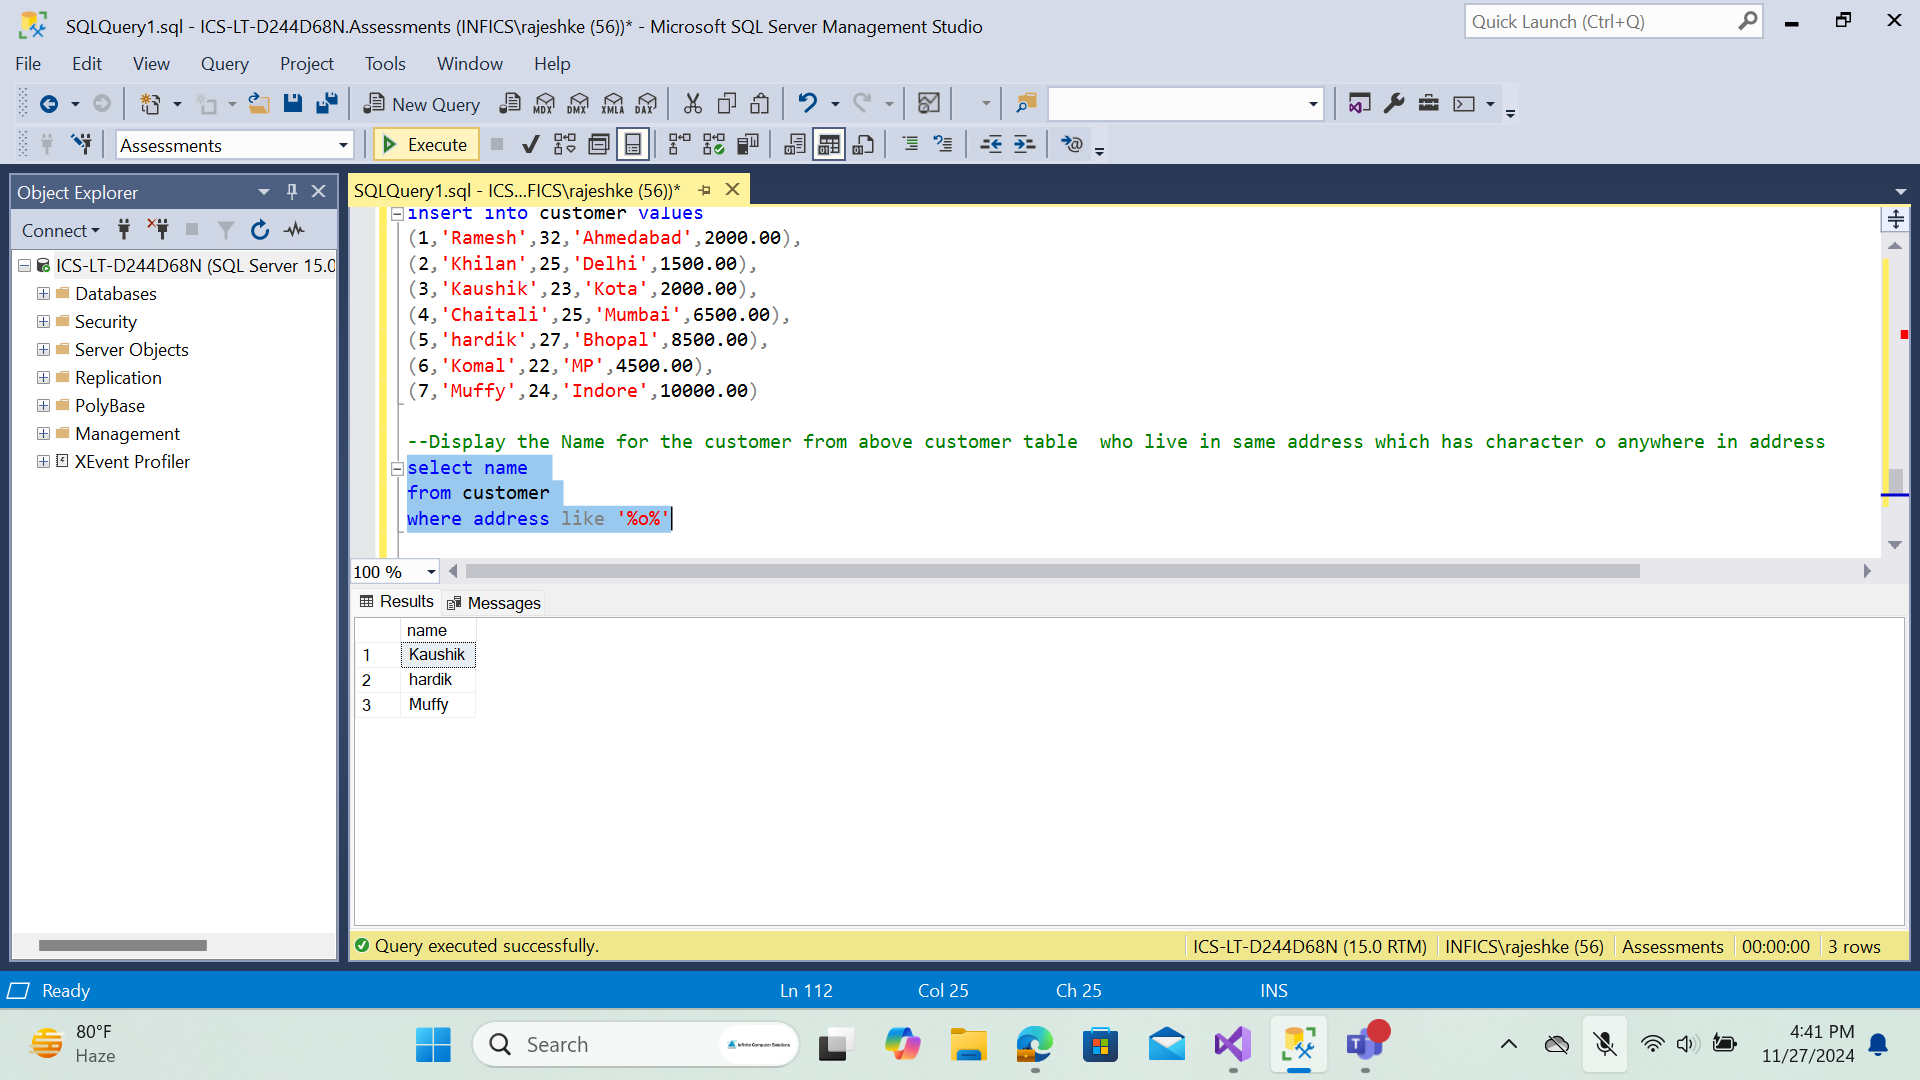 SQLQuery1.sql - ICS-LT-D244D68N.Assessments (INFICS\rajeshke (56))* - Microsoft SQL Server Management Studio
Quick Launch (Ctrl+Q)
File Edit View Query Project Tools Window Help
New Query MDX DMX XMLA DAX
Assessments Execute
Object Explorer
Connect
ICS-LT-D244D68N (SQL Server 15.0
Databases
Security
Server Objects
Replication
PolyBase
Management
XEvent Profiler
SQLQuery1.sql - ICS...FICS\rajeshke (56))*
insert into customer values
(1,'Ramesh',32,'Ahmedabad',2000.00),
(2,'Khilan',25,'Delhi',1500.00),
(3,'Kaushik',23,'Kota',2000.00),
(4,'Chaitali',25,'Mumbai',6500.00),
(5,'hardik',27,'Bhopal',8500.00),
(6,'Komal',22,'MP',4500.00),
(7,'Muffy',24,'Indore',10000.00)
--Display the Name for the customer from above customer table  who live in same address which has character o anywhere in address
select name
from customer
where address like '%o%'
100 %
Results Messages
name
1 Kaushik
2 hardik
3 Muffy
Query executed successfully. ICS-LT-D244D68N (15.0 RTM) INFICS\rajeshke (56) Assessments 00:00:00 3 rows
Ready Ln 112 Col 25 Ch 25 INS
80°F
Haze
Search
Infinite Computer Solutions
4:41 PM
11/27/2024